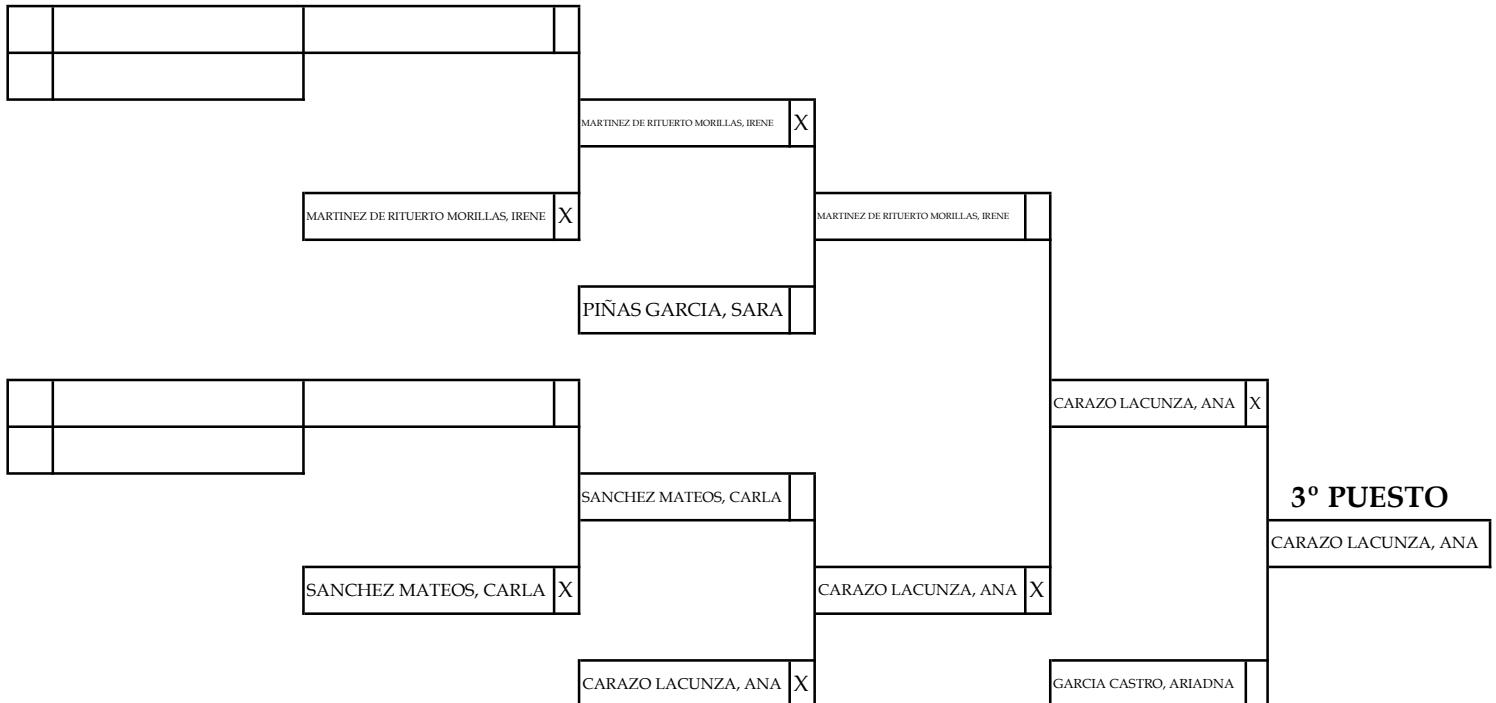 MARTINEZ DE RITUERTO MORILLAS, IRENE X
MARTINEZ DE RITUERTO MORILLAS, IRENE X
MARTINEZ DE RITUERTO MORILLAS, IRENE
PIÑAS GARCIA, SARA
CARAZO LACUNZA, ANA X
SANCHEZ MATEOS, CARLA
3º PUESTO
CARAZO LACUNZA, ANA
SANCHEZ MATEOS, CARLA X
CARAZO LACUNZA, ANA X
CARAZO LACUNZA, ANA X
GARCIA CASTRO, ARIADNA